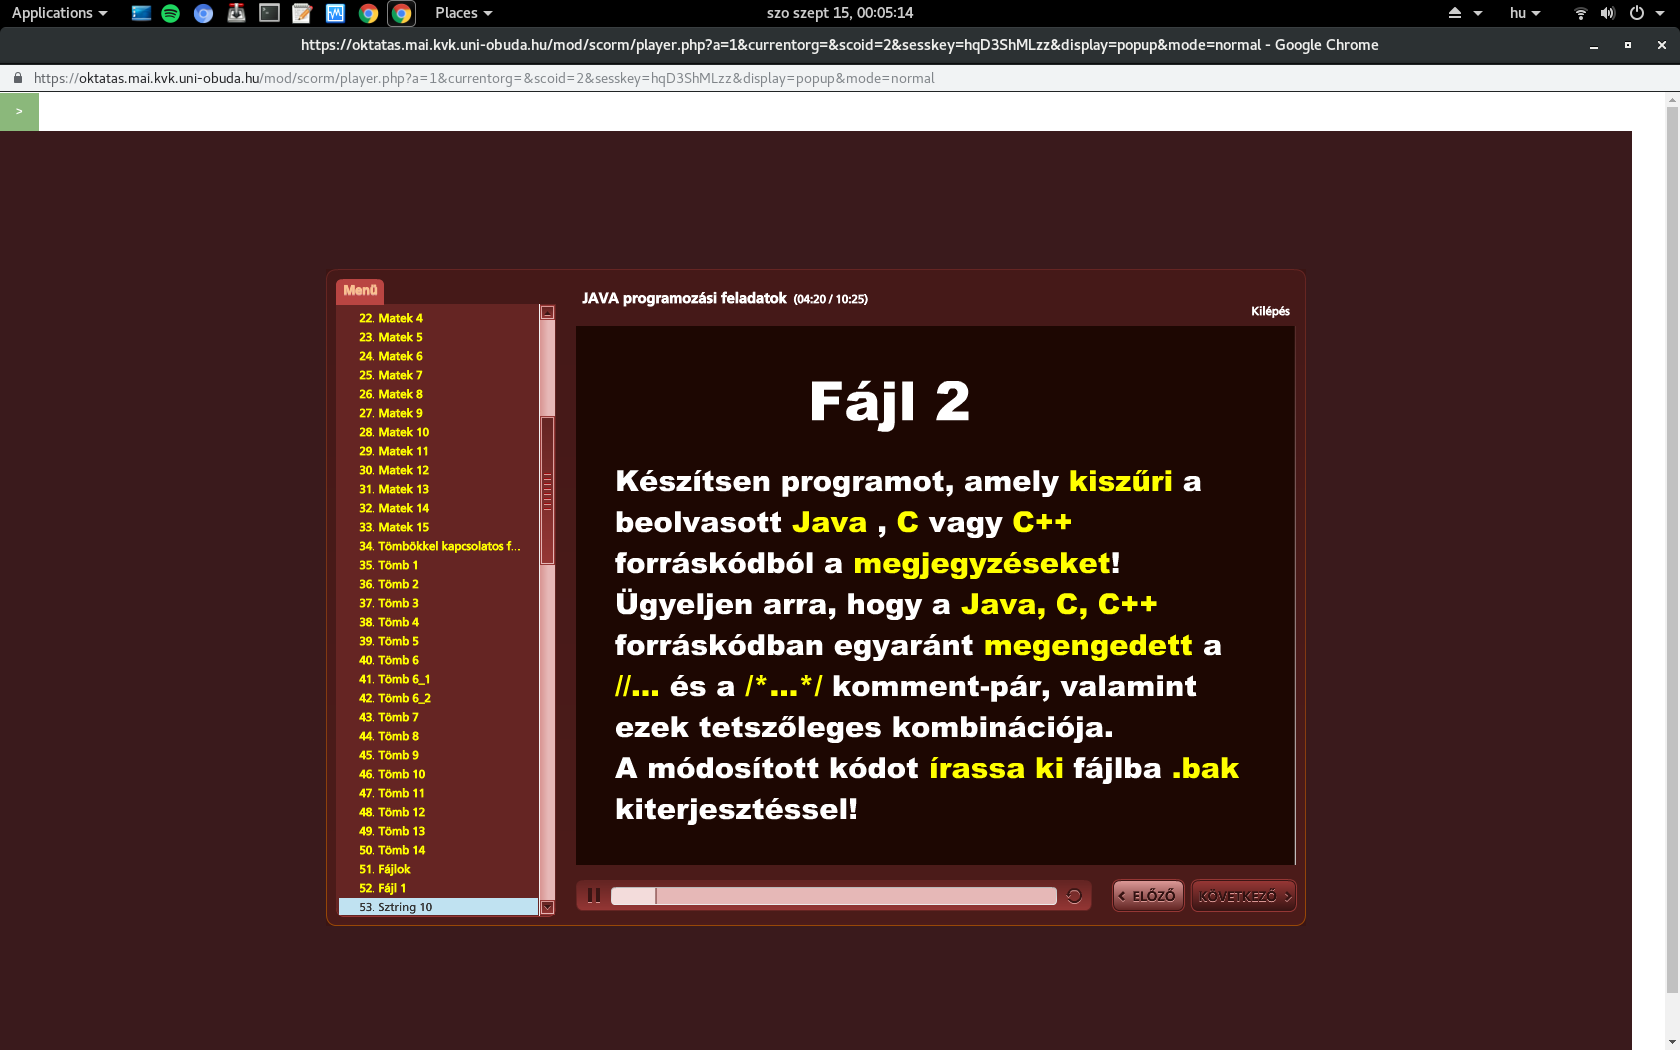 Applications
Places
szo szept 15, 00:05:14
hu
https://oktatas.mai.kvk.uni-obuda.hu/mod/scorm/player.php?a=1&currentorg=&scoid=2&sesskey=hqD3ShMLzz&display=popup&mode=normal - Google Chrome
https://oktatas.mai.kvk.uni-obuda.hu/mod/scorm/player.php?a=1&currentorg=&scoid=2&sesskey=hqD3ShMLzz&display=popup&mode=normal
>
Menü
22. Matek 4
23. Matek 5
24. Matek 6
25. Matek 7
26. Matek 8
27. Matek 9
28. Matek 10
29. Matek 11
30. Matek 12
31. Matek 13
32. Matek 14
33. Matek 15
34. Tömbökkel kapcsolatos f...
35. Tömb 1
36. Tömb 2
37. Tömb 3
38. Tömb 4
39. Tömb 5
40. Tömb 6
41. Tömb 6_1
42. Tömb 6_2
43. Tömb 7
44. Tömb 8
45. Tömb 9
46. Tömb 10
47. Tömb 11
48. Tömb 12
49. Tömb 13
50. Tömb 14
51. Fájlok
52. Fájl 1
53. Sztring 10
JAVA programozási feladatok (04:20 / 10:25)
Kilépés
Fájl 2
Készítsen programot, amely kiszűri a
beolvasott Java , C vagy C++
forráskódból a megjegyzéseket!
Ügyeljen arra, hogy a Java, C, C++
forráskódban egyaránt megengedett a
//... és a /*...*/ komment-pár, valamint
ezek tetszőleges kombinációja.
A módosított kódot írassa ki fájlba .bak
kiterjesztéssel!
< ELŐZŐ
KÖVETKEZŐ >